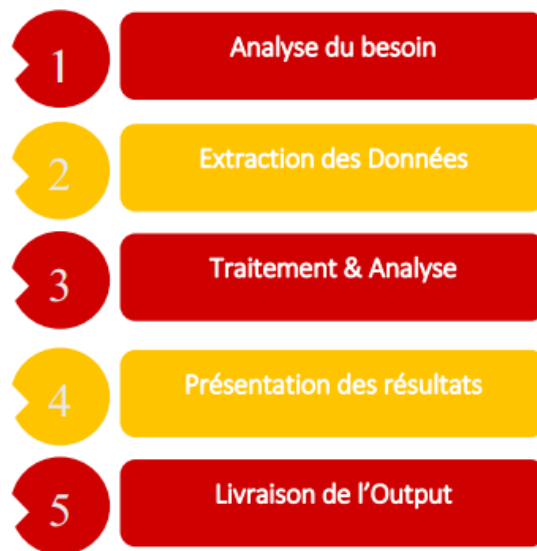 1
Analyse du besoin
2
Extraction des Données
3
Traitement & Analyse
4
Présentation des résultats
5
Livraison de l’Output